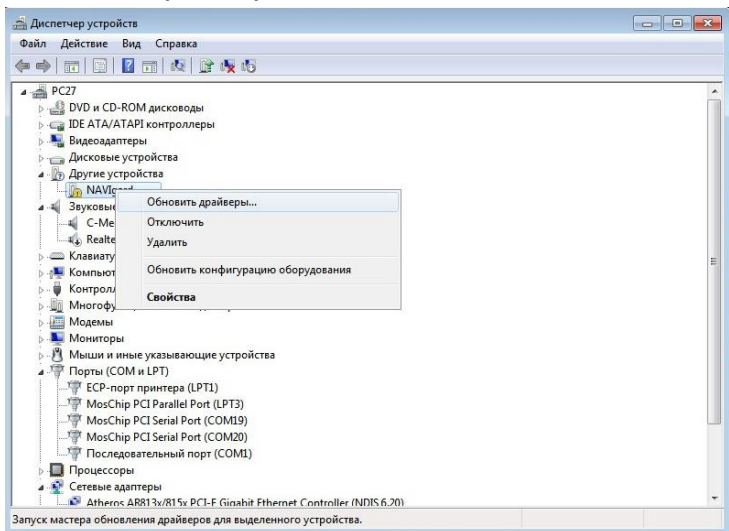 Диспетчер устройств
Файл Действие Вид Справка
PC27
DVD и CD-ROM дисководы
IDE ATA/ATAPI контроллеры
Видеоадаптеры
Дисковые устройства
Другие устройства
NAVIgard
Обновить драйверы...
Звуковые
Отключить
C-Me
Удалить
Realte
Клавиату
Обновить конфигурацию оборудования
Компьют
Контрол
Свойства
Многофу
Модемы
Мониторы
Мыши и иные указывающие устройства
Порты (COM и LPT)
ECP-порт принтера (LPT1)
MosChip PCI Parallel Port (LPT3)
MosChip PCI Serial Port (COM19)
MosChip PCI Serial Port (COM20)
Последовательный порт (COM1)
Процессоры
Сетевые адаптеры
Atheros AR813x/815x PCI-E Gigabit Ethernet Controller (NDIS 6.20)
Запуск мастера обновления драйверов для выделенного устройства.